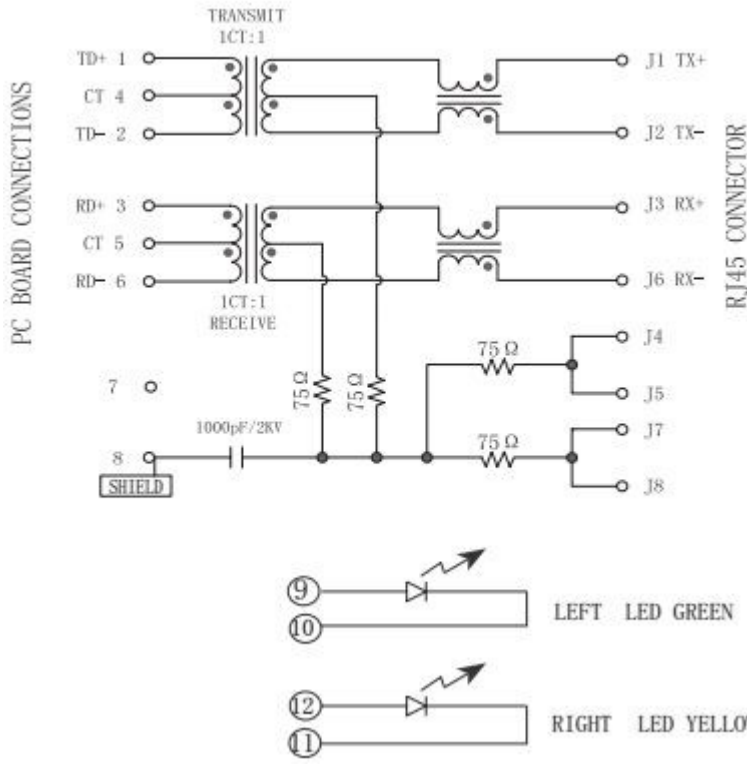 TRANSMIT
1CT:1
TD+ 1
J1 TX+
CT 4
TD- 2
J2 TX-
PC BOARD CONNECTIONS
RJ45 CONNECTOR
RD+ 3
J3 RX+
CT 5
RD- 6
J6 RX-
1CT:1
RECEIVE
J4
75Ω
75Ω
75Ω
J5
7
1000pF/2KV
J7
75Ω
8
SHIELD
J8
9
10
LEFT LED GREEN
12
11
RIGHT LED YELLO